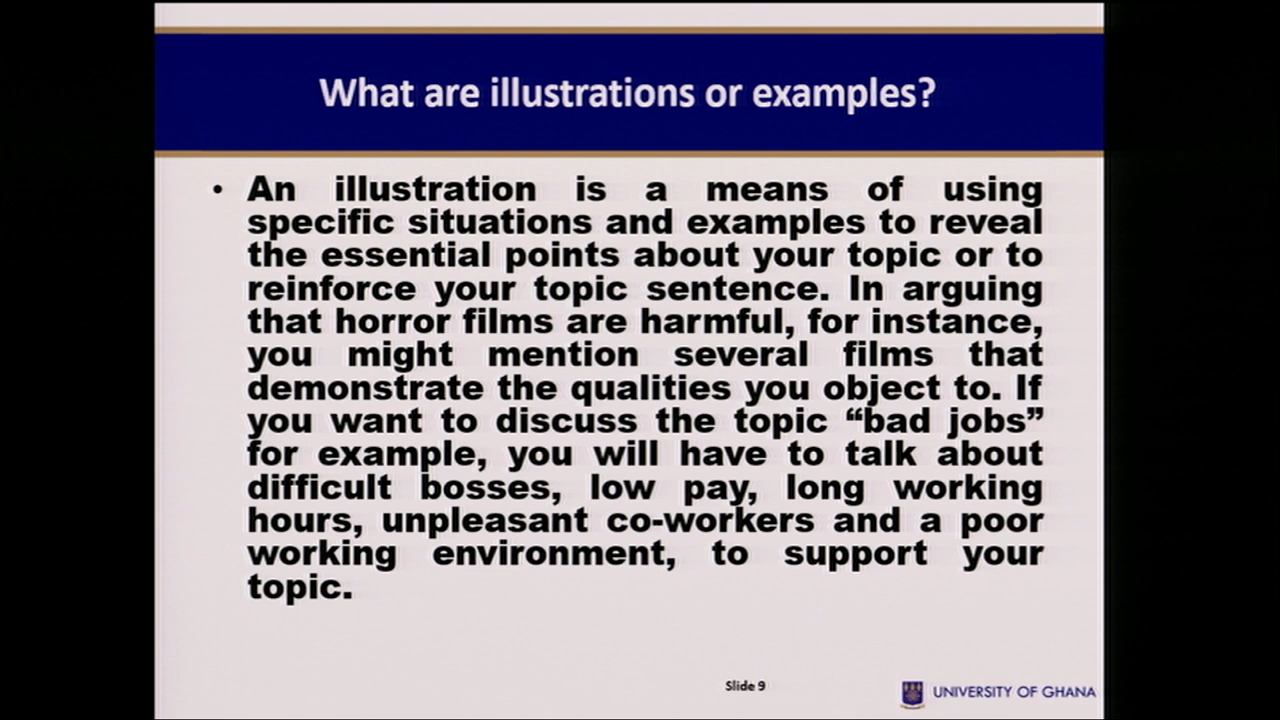 What are illustrations or examples?
• An illustration is a means of using
specific situations and examples to reveal
the essential points about your topic or to
reinforce your topic sentence. In arguing
that horror films are harmful, for instance,
you might mention several films that
demonstrate the qualities you object to. If
you want to discuss the topic “bad jobs”
for example, you will have to talk about
difficult bosses, low pay, long working
hours, unpleasant co-workers and a poor
working environment, to support your
topic.
Slide 9
UNIVERSITY OF GHANA